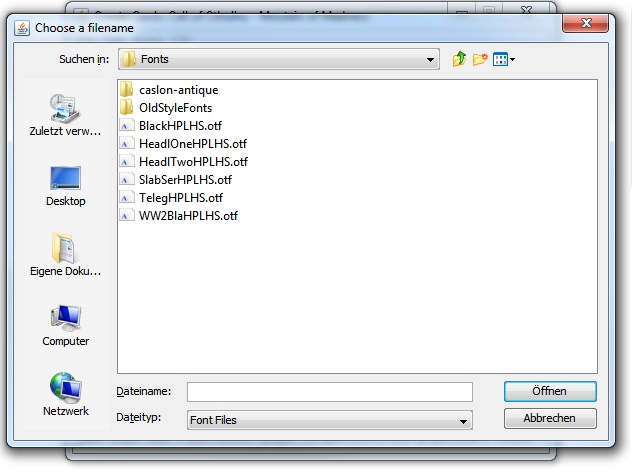 Choose a filename
Suchen in:
Fonts
caslon-antique
OldStyleFonts
BlackHPLHS.otf
HeadlOneHPLHS.otf
HeadlTwoHPLHS.otf
SlabSerHPLHS.otf
TelegHPLHS.otf
WW2BlaHPLHS.otf
Zuletzt verw...
Desktop
Eigene Doku...
Computer
Netzwerk
Dateiname:
Öffnen
Dateityp:
Font Files
Abbrechen